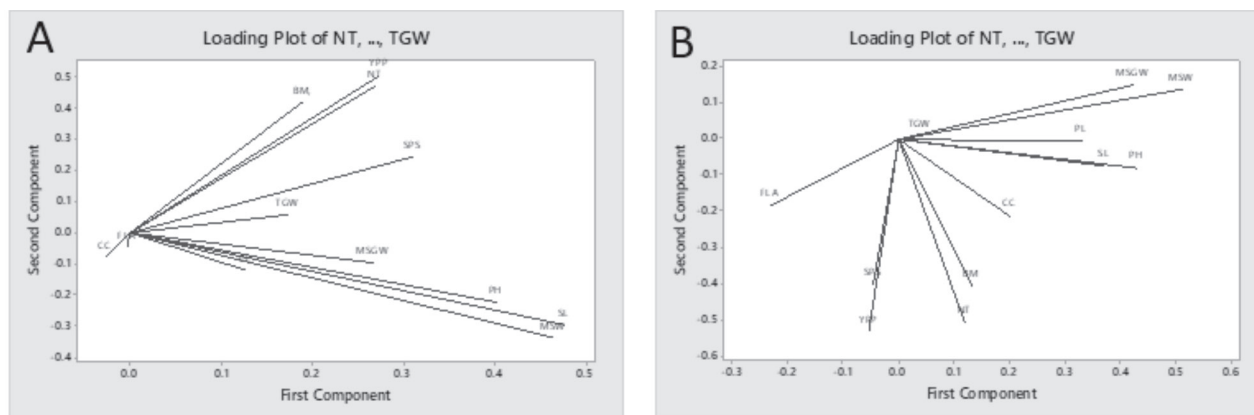 A
Loading Plot of NT, ..., TGW
Second Component
0.5
0.4
0.3
0.2
0.1
0.0
-0.1
-0.2
-0.3
-0.4
YPP
NT
BM
SPS
TGW
CC
MSGW
PH
SL
MSW
0.0
0.1
0.2
0.3
0.4
0.5
First Component
B
Loading Plot of NT, ..., TGW
Second Component
0.2
0.1
0.0
-0.1
-0.2
-0.3
-0.4
-0.5
-0.6
MSGW
MSW
TGW
PL
SL
PH
FLA
CC
SPS
BM
YPP
NT
-0.3
-0.2
-0.1
0.0
0.1
0.2
0.3
0.4
0.5
0.6
First Component